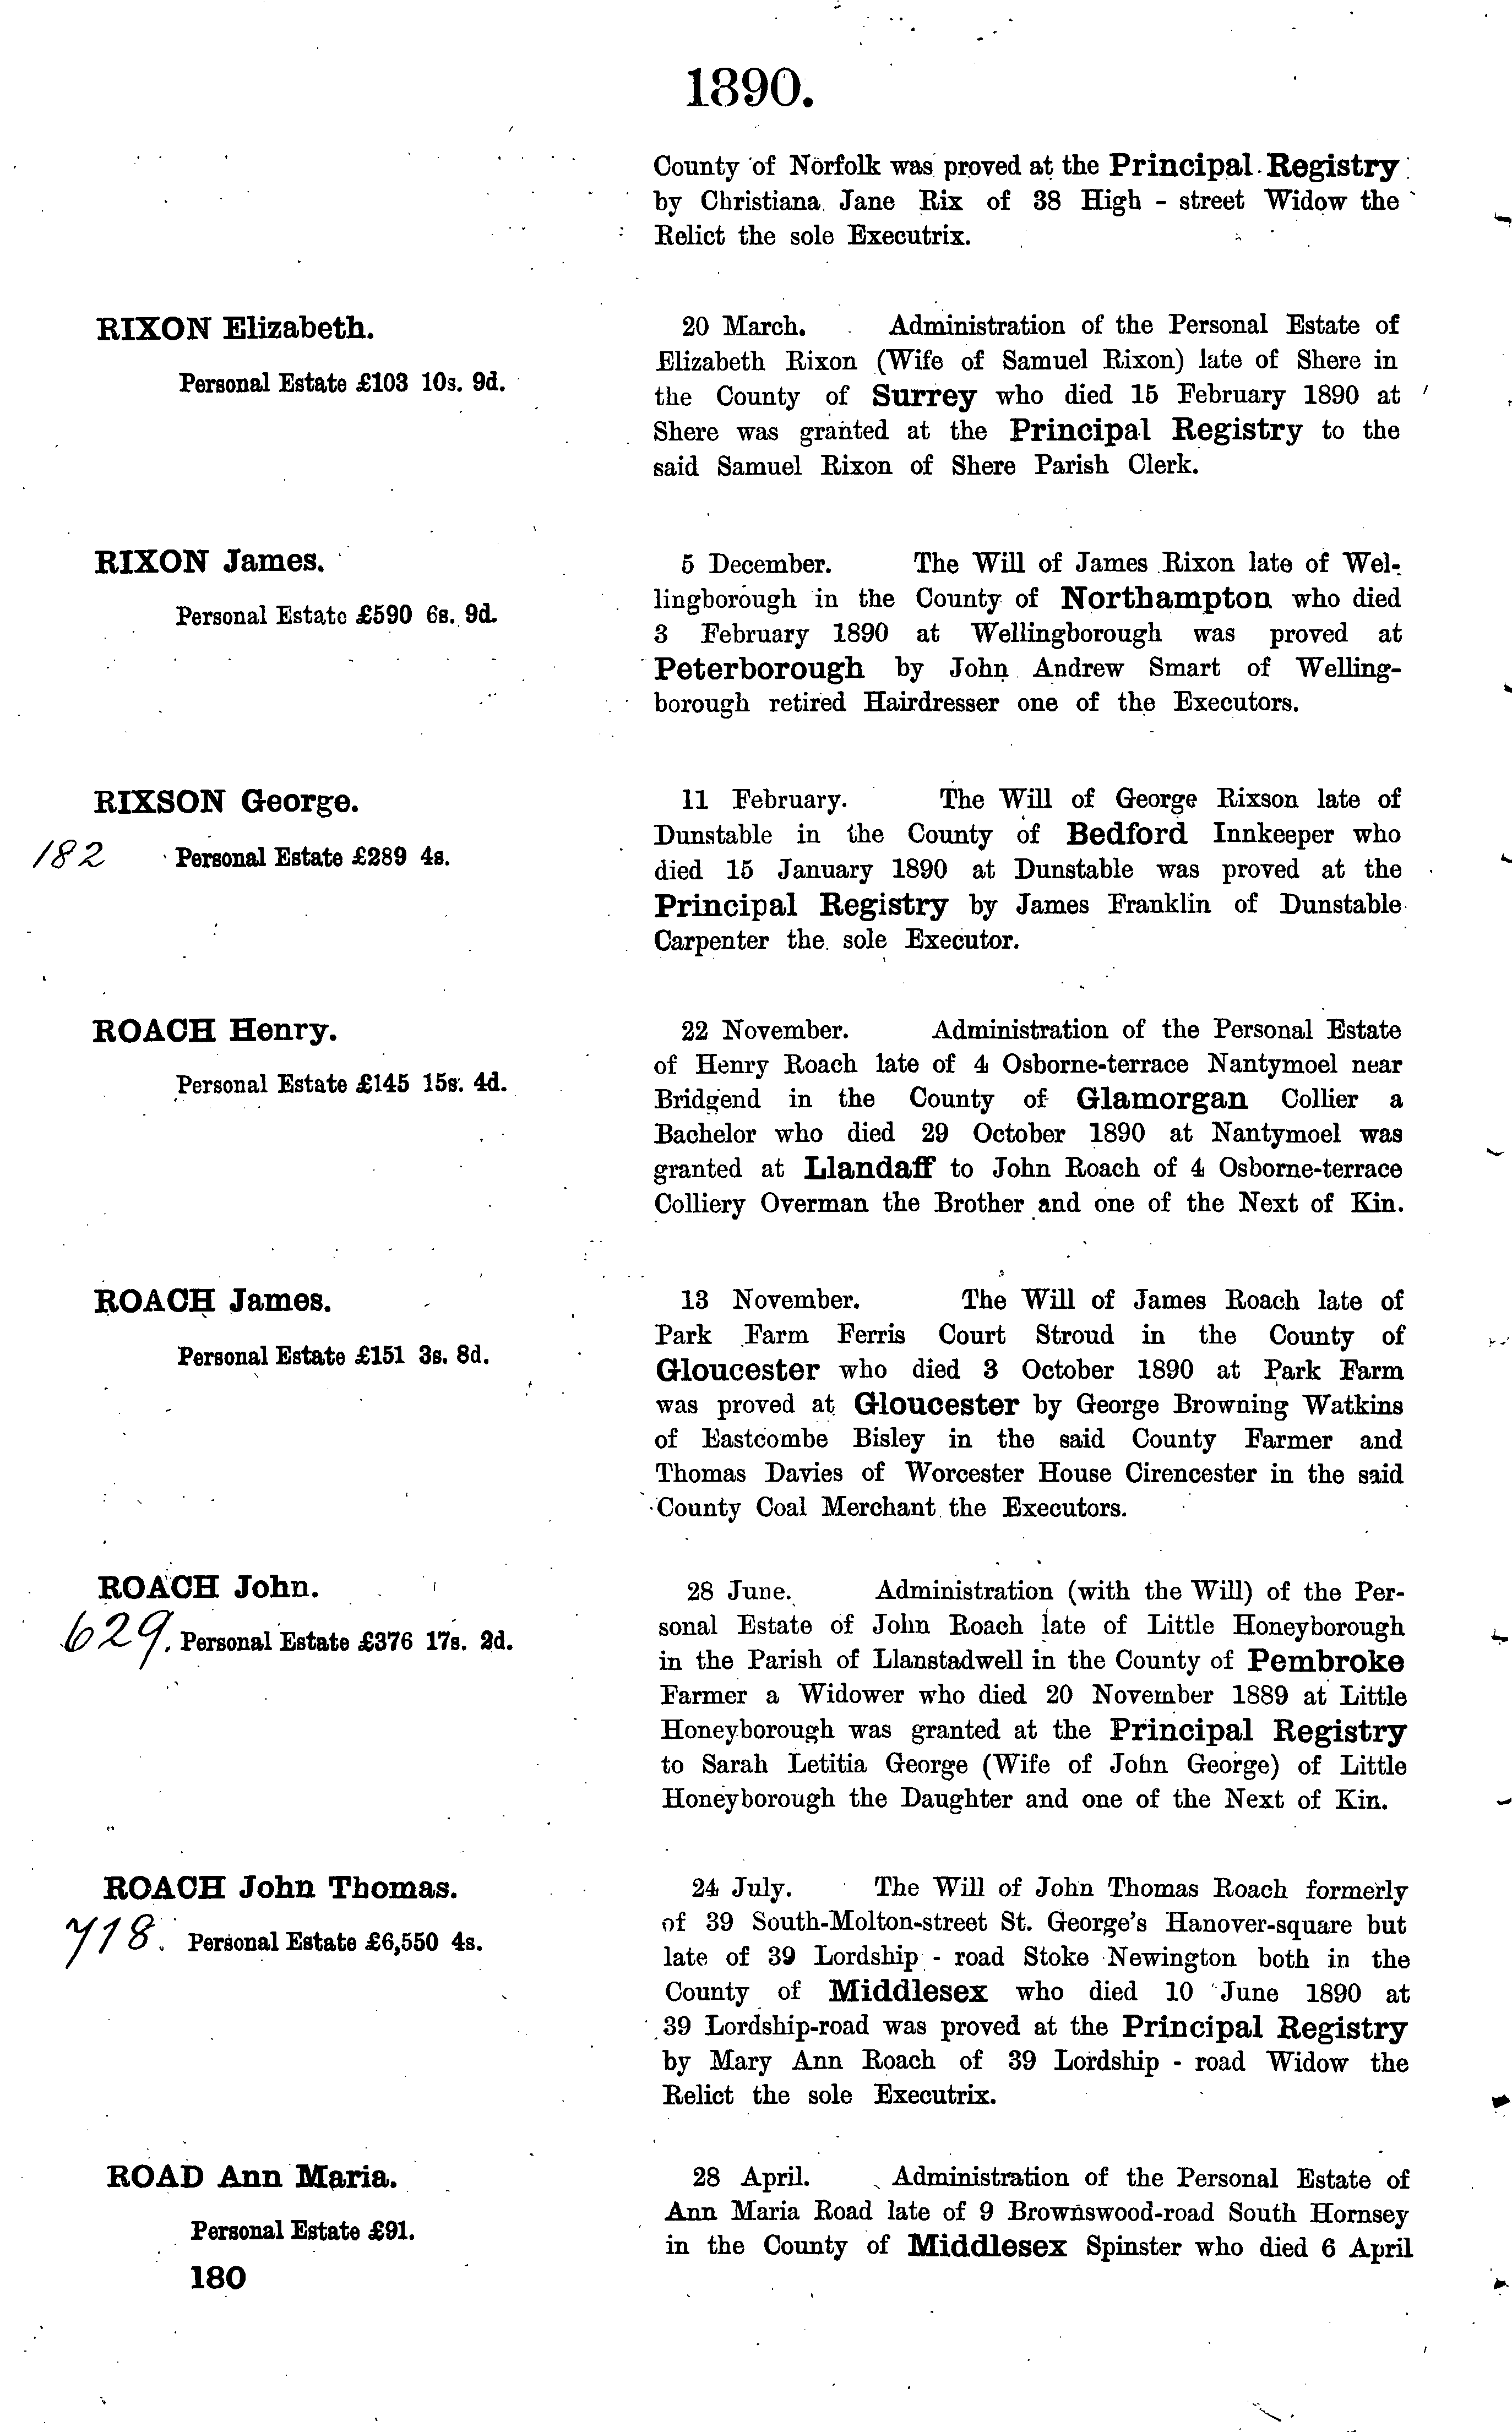 1890.
County of Norfolk was proved at the Principal Registry
by Christiana Jane Rix of 38 High - street Widow the
Relict the sole Executrix.
RIXON Elizabeth.
Personal Estate £103 10s. 9d.
20 March. Administration of the Personal Estate of
Elizabeth Rixon (Wife of Samuel Rixon) late of Shere in
the County of Surrey who died 15 February 1890 at
Shere was granted at the Principal Registry to the
said Samuel Rixon of Shere Parish Clerk.
RIXON James.
Personal Estate £590 6s. 9d.
5 December. The Will of James Rixon late of Wel-
lingborough in the County of Northampton who died
3 February 1890 at Wellingborough was proved at
Peterborough by John Andrew Smart of Welling-
borough retired Hairdresser one of the Executors.
RIXSON George.
182 Personal Estate £289 4s.
11 February. The Will of George Rixson late of
Dunstable in the County of Bedford Innkeeper who
died 15 January 1890 at Dunstable was proved at the
Principal Registry by James Franklin of Dunstable
Carpenter the sole Executor.
ROACH Henry.
Personal Estate £145 15s. 4d.
22 November. Administration of the Personal Estate
of Henry Roach late of 4 Osborne-terrace Nantymoel near
Bridgend in the County of Glamorgan Collier a
Bachelor who died 29 October 1890 at Nantymoel was
granted at Llandaff to John Roach of 4 Osborne-terrace
Colliery Overman the Brother and one of the Next of Kin.
ROACH James.
Personal Estate £151 3s. 8d.
13 November. The Will of James Roach late of
Park Farm Ferris Court Stroud in the County of
Gloucester who died 3 October 1890 at Park Farm
was proved at Gloucester by George Browning Watkins
of Eastcombe Bisley in the said County Farmer and
Thomas Davies of Worcester House Cirencester in the said
County Coal Merchant the Executors.
ROACH John.
629. Personal Estate £376 17s. 2d.
28 June. Administration (with the Will) of the Per-
sonal Estate of John Roach late of Little Honeyborough
in the Parish of Llanstadwell in the County of Pembroke
Farmer a Widower who died 20 November 1889 at Little
Honeyborough was granted at the Principal Registry
to Sarah Letitia George (Wife of John George) of Little
Honeyborough the Daughter and one of the Next of Kin.
ROACH John Thomas.
718. Personal Estate £6,550 4s.
24 July. The Will of John Thomas Roach formerly
of 39 South-Molton-street St. George's Hanover-square but
late of 39 Lordship - road Stoke Newington both in the
County of Middlesex who died 10 June 1890 at
39 Lordship-road was proved at the Principal Registry
by Mary Ann Roach of 39 Lordship - road Widow the
Relict the sole Executrix.
ROAD Ann Maria.
Personal Estate £91.
28 April. Administration of the Personal Estate of
Ann Maria Road late of 9 Brownswood-road South Hornsey
in the County of Middlesex Spinster who died 6 April
180